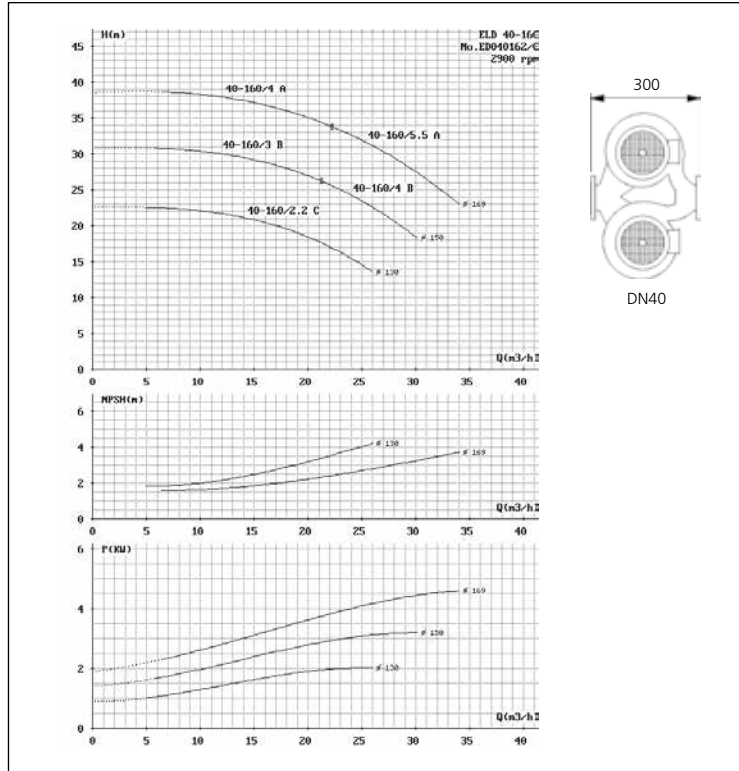 H(m)
ELD 40-160
No.ED040162/
2900 rpm
45
40
35
30
25
20
15
10
5
0
40-160/4 A
40-160/5.5 A
ø 169
40-160/3 B
40-160/4 B
ø 150
40-160/2.2 C
ø 130
Q(m3/h)
0 5 10 15 20 25 30 35 40
NPSH(m)
6
4
2
0
ø 130
ø 169
Q(m3/h)
0 5 10 15 20 25 30 35 40
P(KW)
6
4
2
0
ø 169
ø 150
ø 130
Q(m3/h)
0 5 10 15 20 25 30 35 40
300
DN40